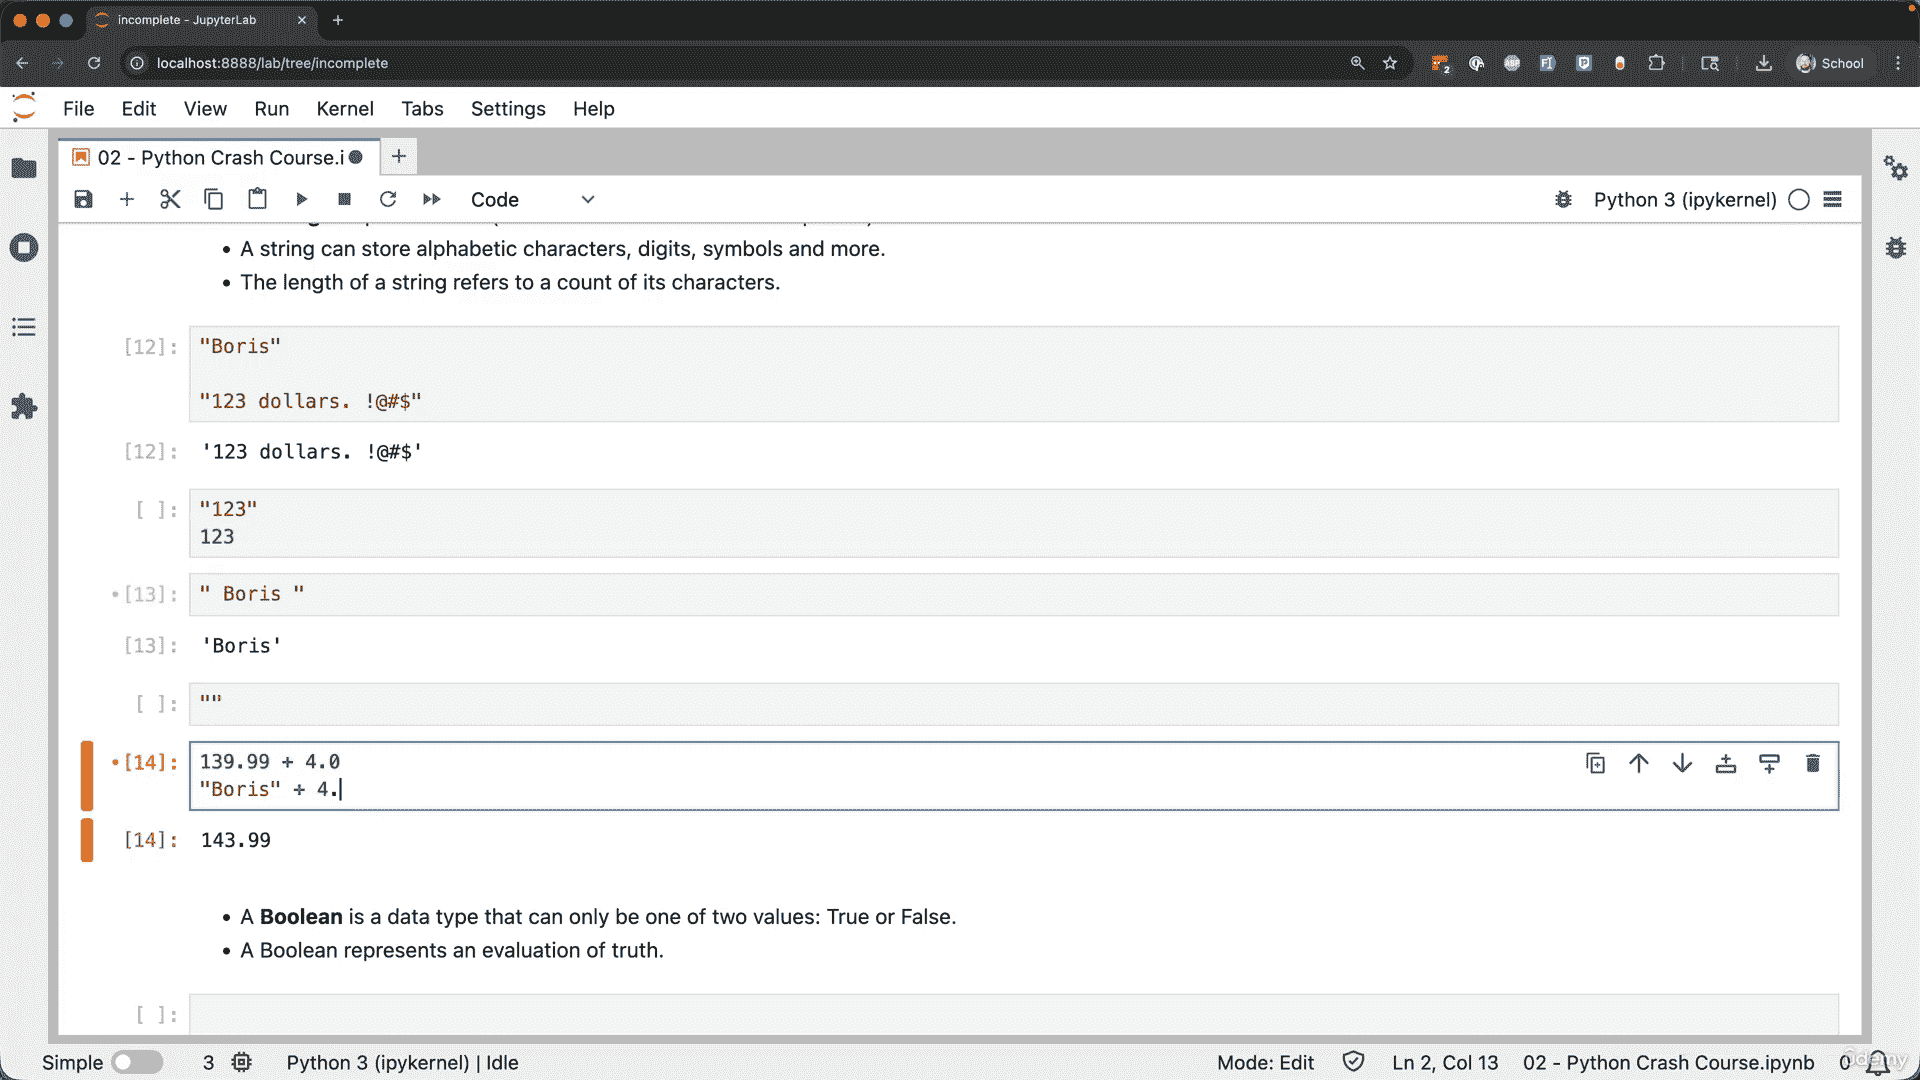 incomplete - JupyterLab
localhost:8888/lab/tree/incomplete
2
ABP
School
File Edit View Run Kernel Tabs Settings Help
02 - Python Crash Course.i
Code
Python 3 (ipykernel)
• A string can store alphabetic characters, digits, symbols and more.
• The length of a string refers to a count of its characters.
[12]: "Boris"
"123 dollars. !@#$"
[12]: '123 dollars. !@#$'
[ ]: "123"
123
[13]: " Boris "
[13]: 'Boris'
[ ]: ""
[14]: 139.99 + 4.0
"Boris" + 4.
[14]: 143.99
• A Boolean is a data type that can only be one of two values: True or False.
• A Boolean represents an evaluation of truth.
[ ]:
Simple 3 Python 3 (ipykernel) | Idle Mode: Edit Ln 2, Col 13 02 - Python Crash Course.ipynb 0
Udemy